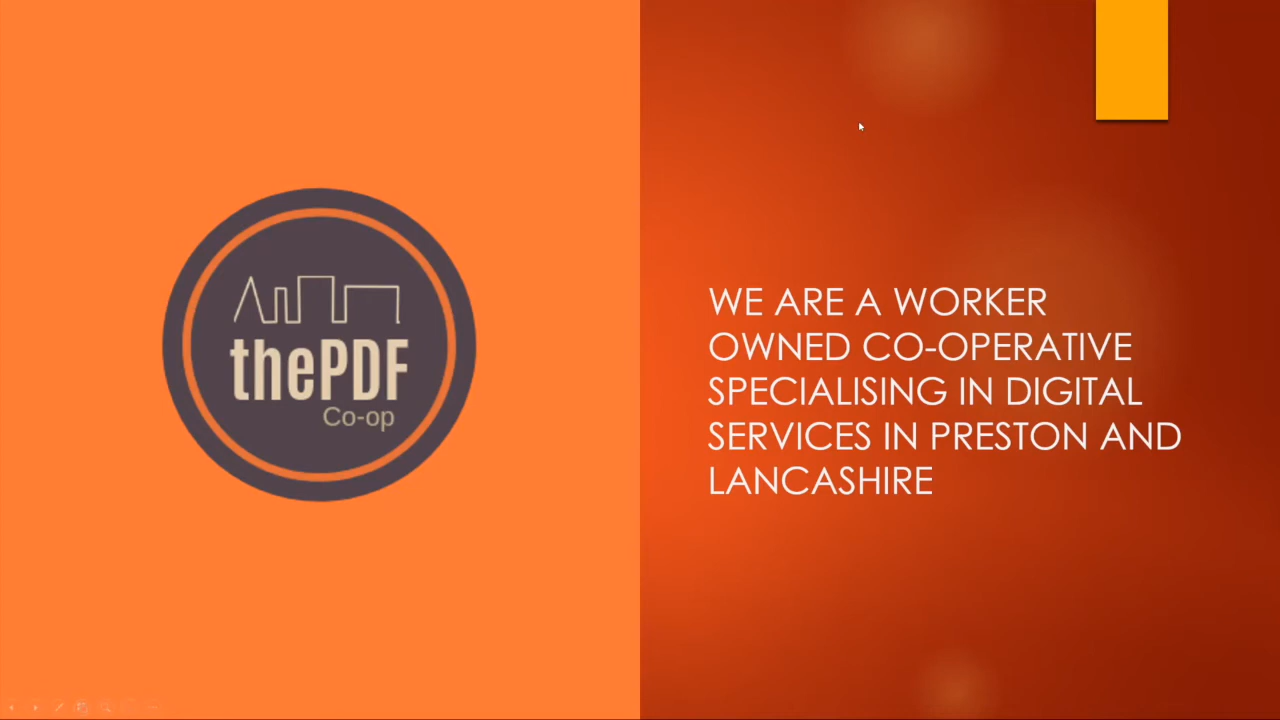 thePDF
Co-op
WE ARE A WORKER
OWNED CO-OPERATIVE
SPECIALISING IN DIGITAL
SERVICES IN PRESTON AND
LANCASHIRE